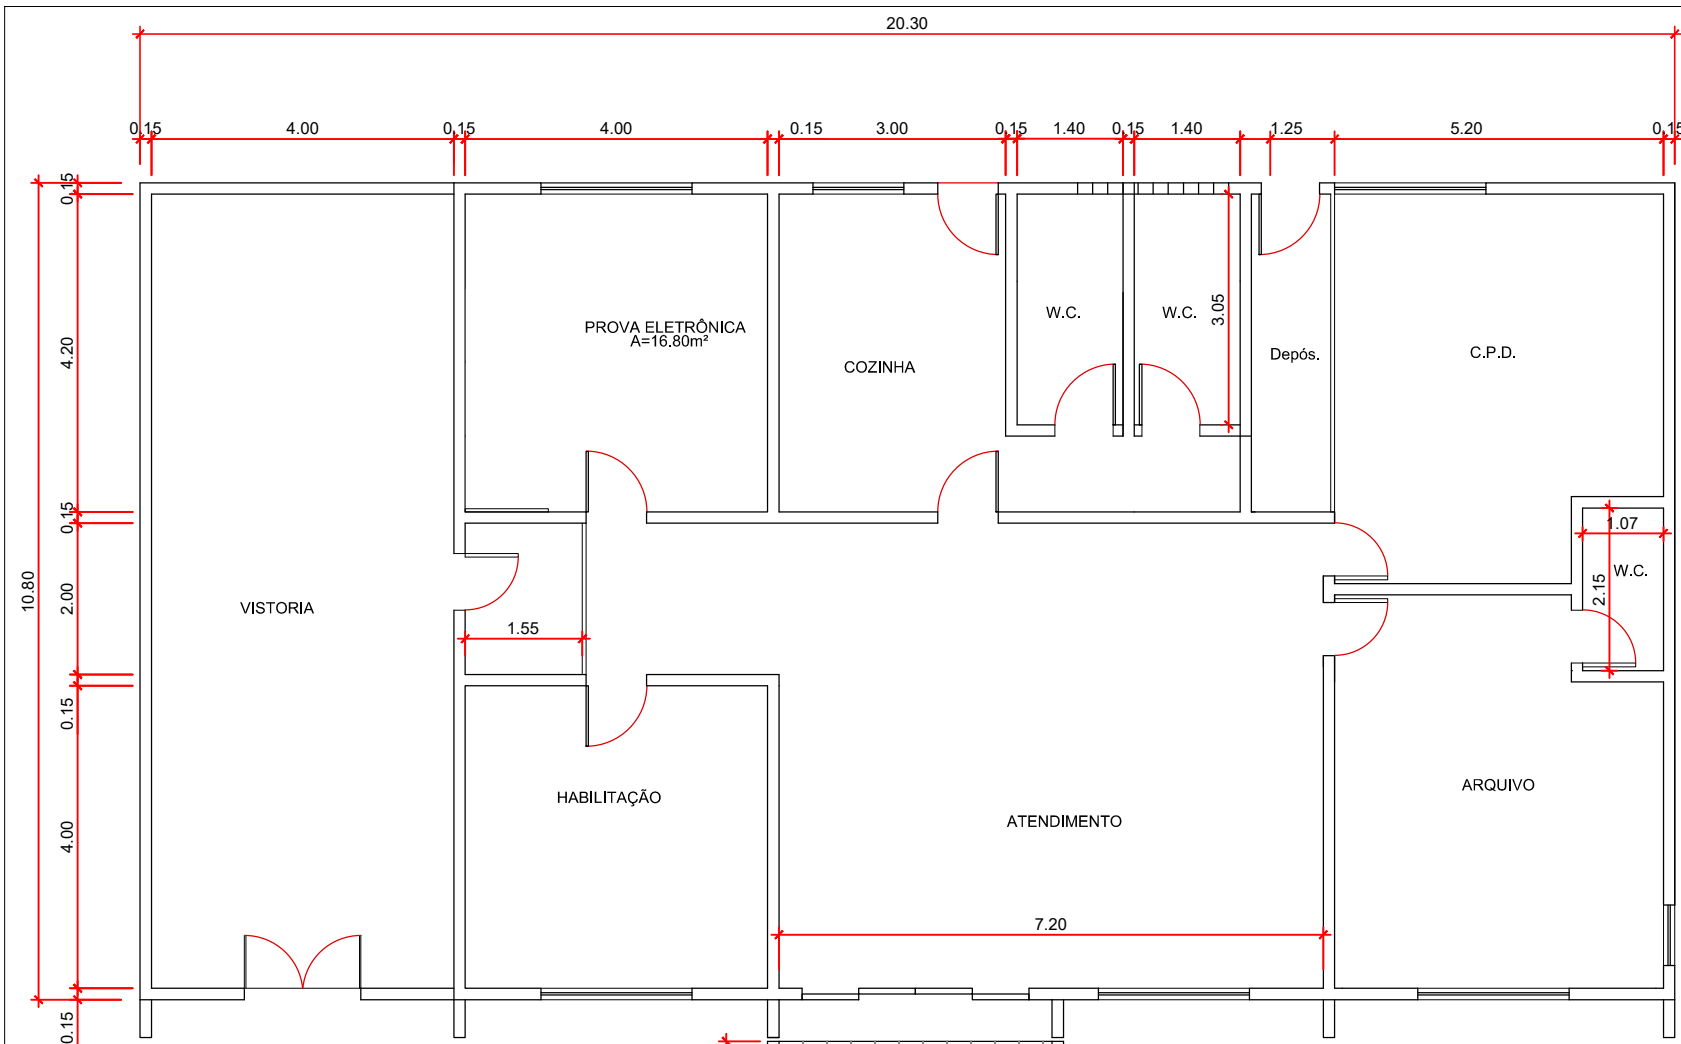 20.30
0.15 4.00 0.15 4.00 0.15 3.00 0.15 1.40 0.15 1.40 1.25 5.20 0.15
0.15
4.20
0.15
2.00
0.15
4.00
0.15
10.80
PROVA ELETRÔNICA
A=16.80m²
COZINHA
W.C.
W.C.
3.05
Depós.
C.P.D.
1.07
W.C.
2.15
VISTORIA
1.55
HABILITAÇÃO
ATENDIMENTO
ARQUIVO
7.20